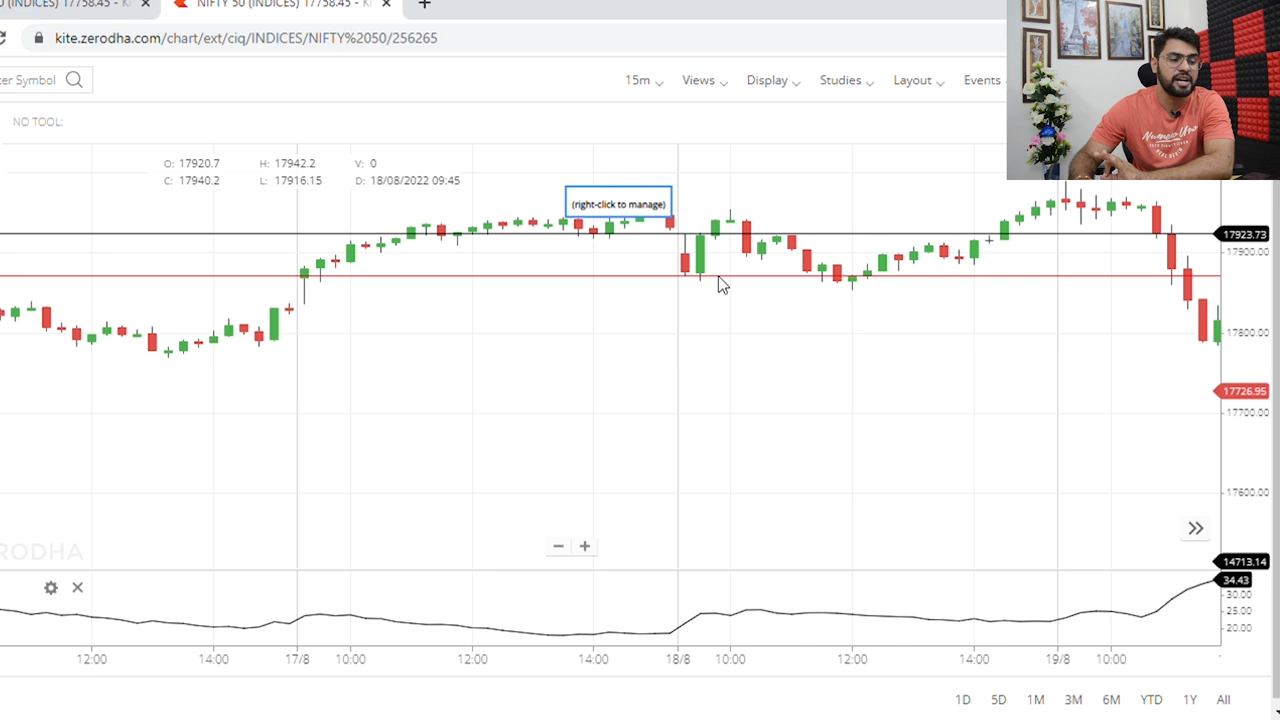 (INDICES) 17758.45 - K
NIFTY 50 (INDICES) 17758.45 - K
kite.zerodha.com/chart/ext/ciq/INDICES/NIFTY%2050/256265
er Symbol 15m Views Display Studies Layout Events
NO TOOL:
O: 17920.7 H: 17942.2 V: 0
C: 17940.2 L: 17916.15 D: 18/08/2022 09:45
(right-click to manage)
17923.73
17900.00
17800.00
17726.95
17700.00
17600.00
ERODHA
14713.14
34.43
30.00
25.00
20.00
12:00 14:00 17/8 10:00 12:00 14:00 18/8 10:00 12:00 14:00 19/8 10:00
1D 5D 1M 3M 6M YTD 1Y All